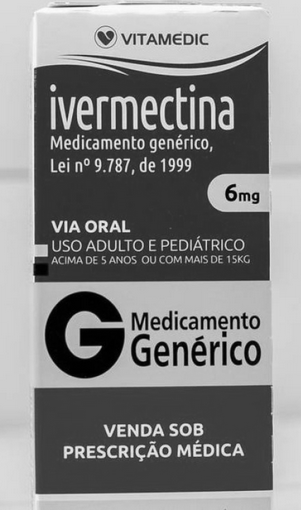 VITAMEDIC
ivermectina
Medicamento genérico,
Lei nº 9.787, de 1999
6mg
VIA ORAL
USO ADULTO E PEDIÁTRICO
ACIMA DE 5 ANOS OU COM MAIS DE 15KG
G Medicamento
Genérico
VENDA SOB
PRESCRIÇÃO MÉDICA